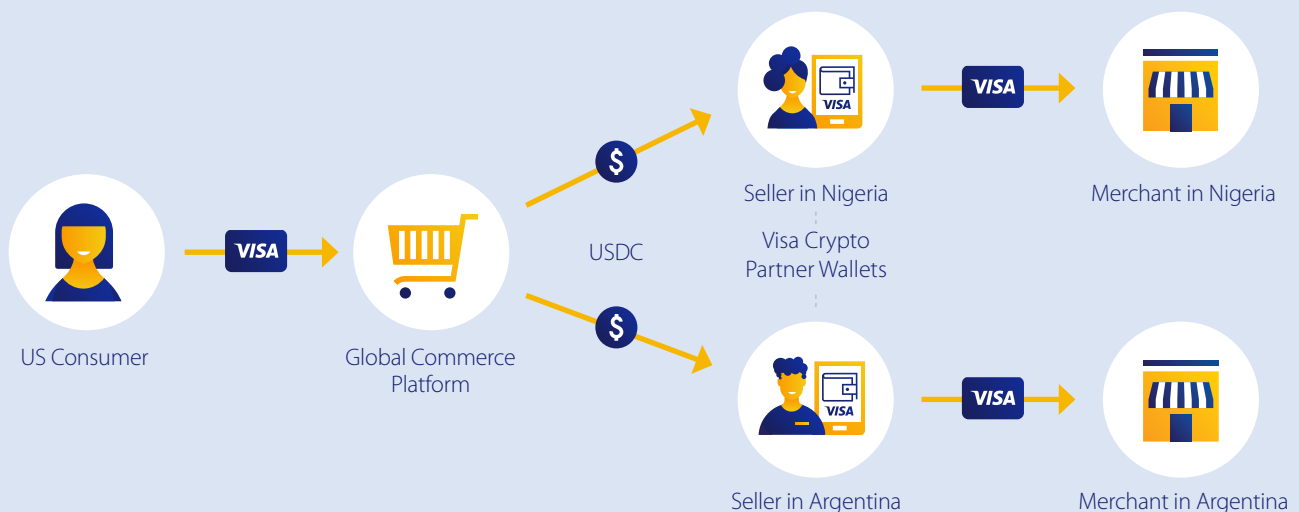 VISA
US Consumer
VISA
Global Commerce
Platform
USDC
VISA
Seller in Nigeria
Visa Crypto
Partner Wallets
VISA
Seller in Argentina
VISA
Merchant in Nigeria
VISA
Merchant in Argentina